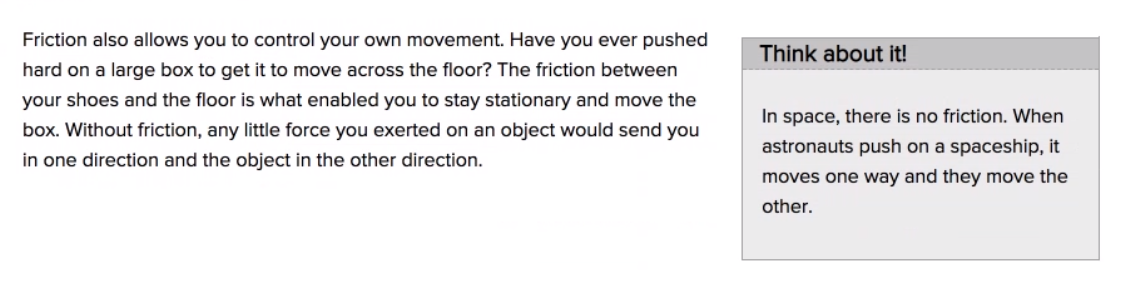 Friction also allows you to control your own movement. Have you ever pushed
hard on a large box to get it to move across the floor? The friction between
your shoes and the floor is what enabled you to stay stationary and move the
box. Without friction, any little force you exerted on an object would send you
in one direction and the object in the other direction.
Think about it!
In space, there is no friction. When
astronauts push on a spaceship, it
moves one way and they move the
other.